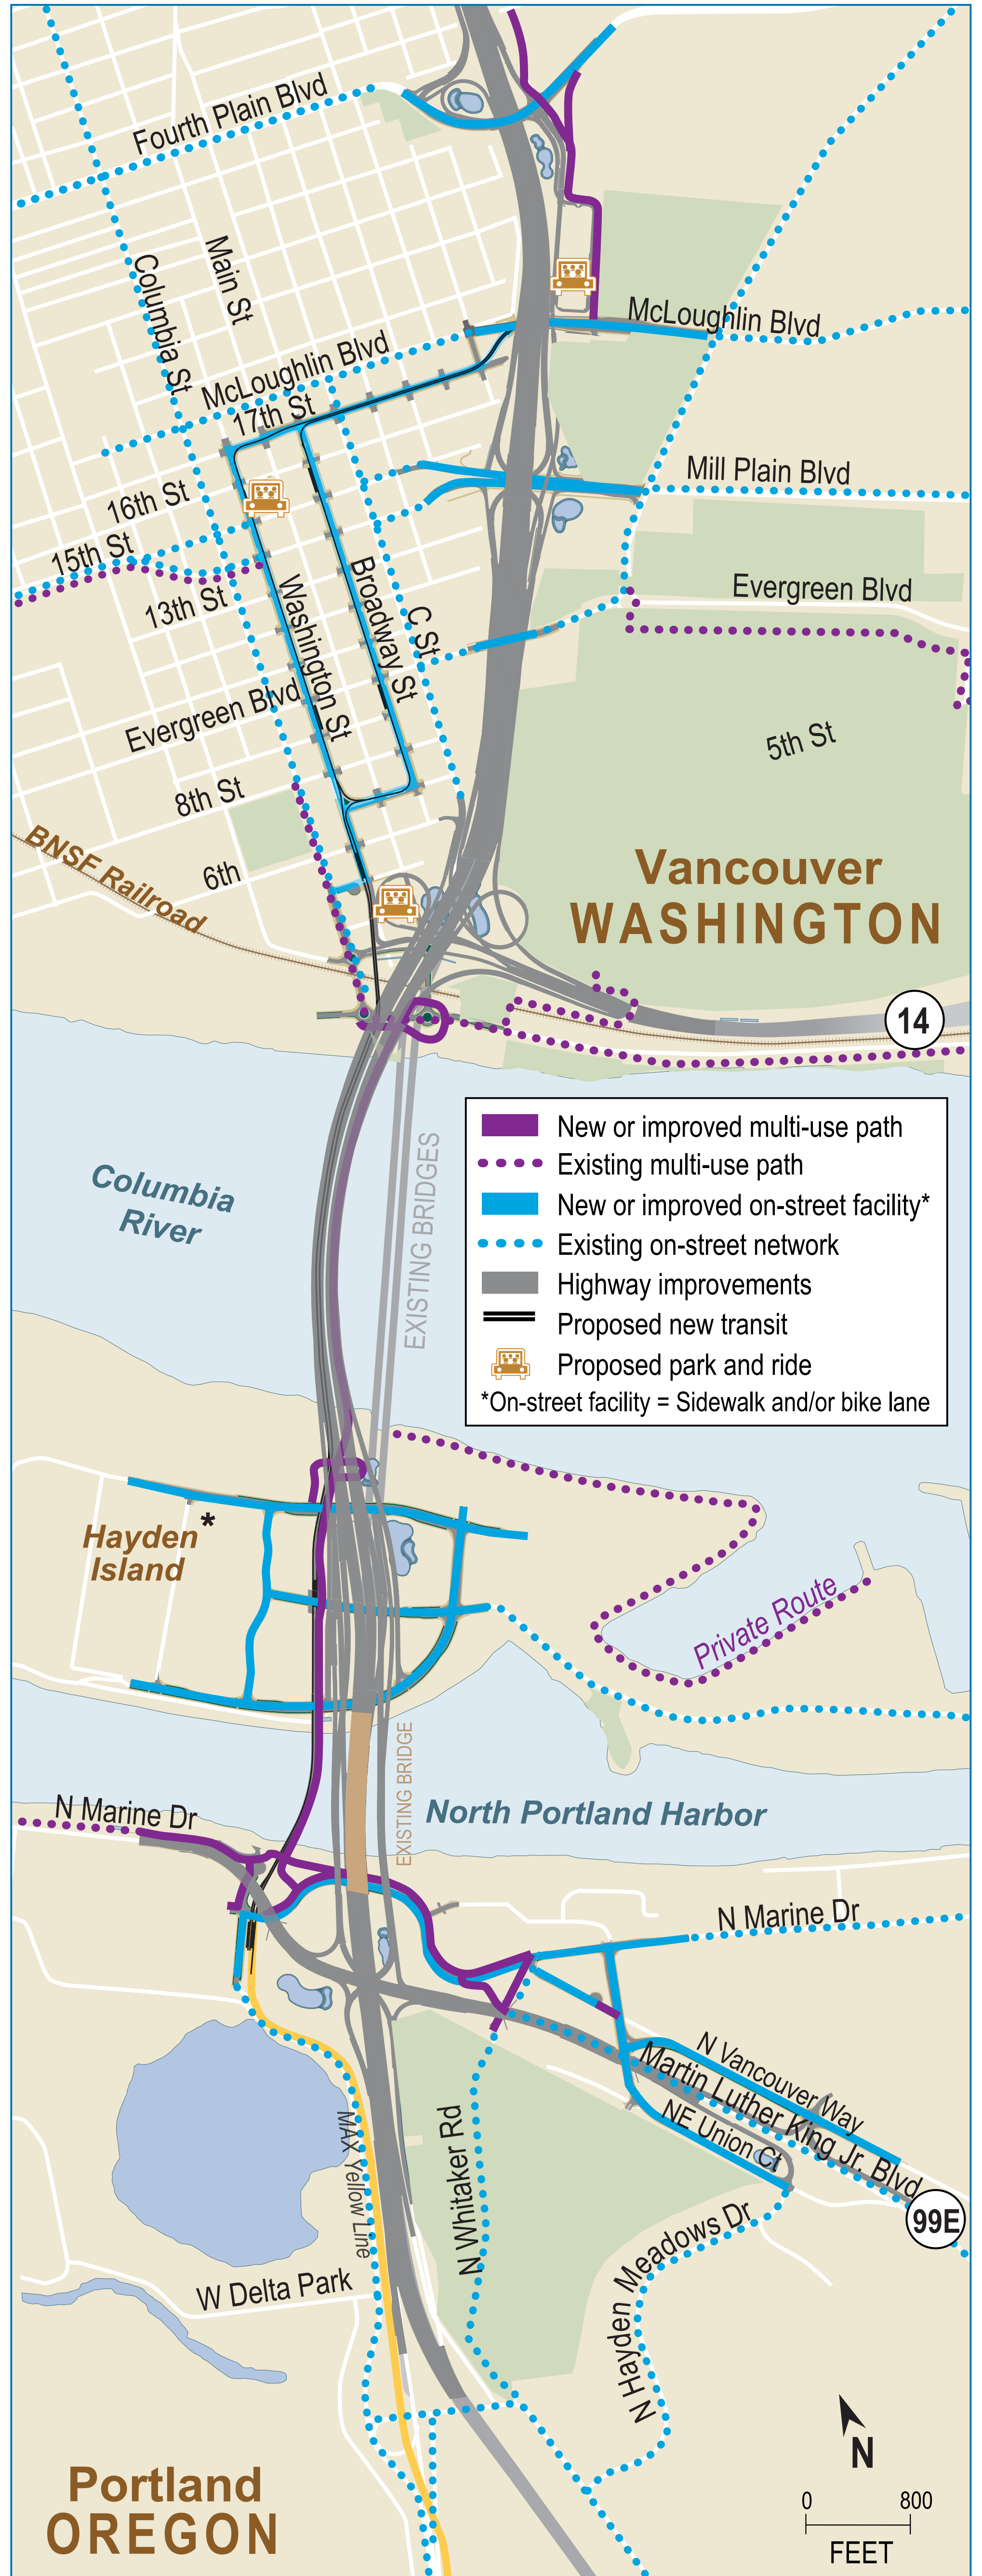 Fourth Plain Blvd
Main St
Columbia St
McLoughlin Blvd
McLoughlin Blvd
17th St
Mill Plain Blvd
16th St
15th St
13th St
Washington St
Broadway St
C St
Evergreen Blvd
Evergreen Blvd
5th St
8th St
6th
BNSF Railroad
Vancouver
WASHINGTON
14
Columbia
River
EXISTING BRIDGES
New or improved multi-use path
Existing multi-use path
New or improved on-street facility*
Existing on-street network
Highway improvements
Proposed new transit
Proposed park and ride
*On-street facility = Sidewalk and/or bike lane
Hayden *
Island
Private Route
EXISTING BRIDGE
North Portland Harbor
N Marine Dr
N Marine Dr
N Vancouver Way
Martin Luther King Jr. Blvd
NE Union Ct
99E
MAX Yellow Line
N Whitaker Rd
N Hayden Meadows Dr
W Delta Park
Portland
OREGON
N
0 800
FEET